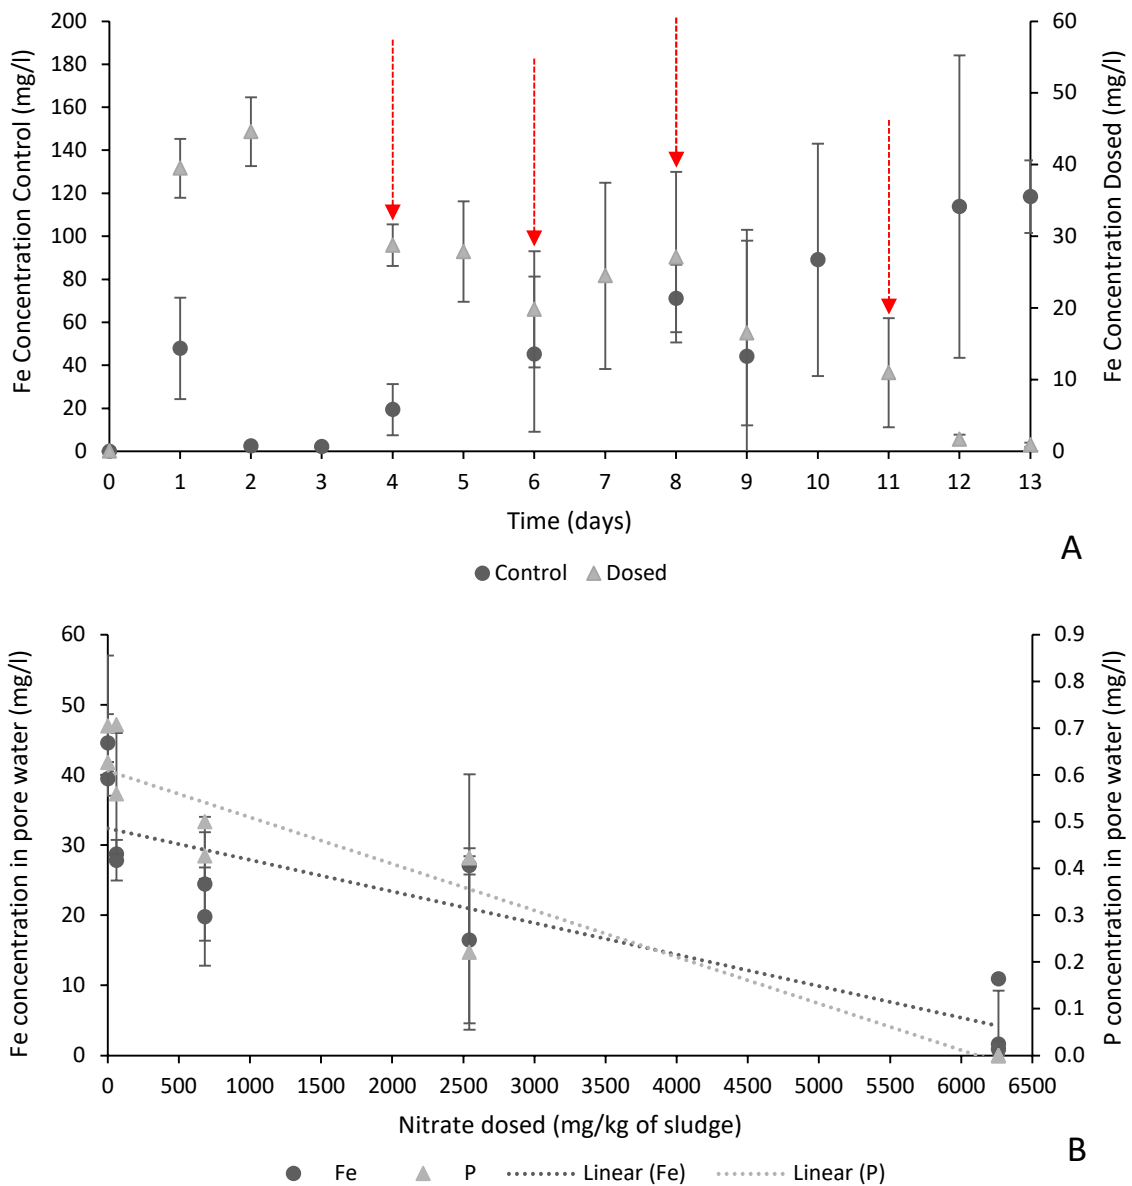 Fe Concentration Control (mg/l)
200
180
160
140
120
100
80
60
40
20
0
60
50
40
30
20
10
0
Fe Concentration Dosed (mg/l)
0 1 2 3 4 5 6 7 8 9 10 11 12 13
Time (days)
A
Control Dosed
Fe concentration in pore water (mg/l)
60
50
40
30
20
10
0
0.9
0.8
0.7
0.6
0.5
0.4
0.3
0.2
0.1
0.0
P concentration in pore water (mg/l)
0 500 1000 1500 2000 2500 3000 3500 4000 4500 5000 5500 6000 6500
Nitrate dosed (mg/kg of sludge)
B
Fe P Linear (Fe) Linear (P)